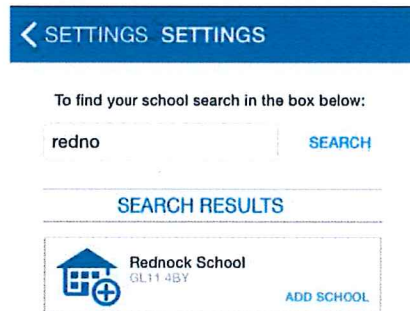 SETTINGS SETTINGS
To find your school search in the box below:
redno SEARCH
SEARCH RESULTS
Rednock School
GL11 4BY
ADD SCHOOL